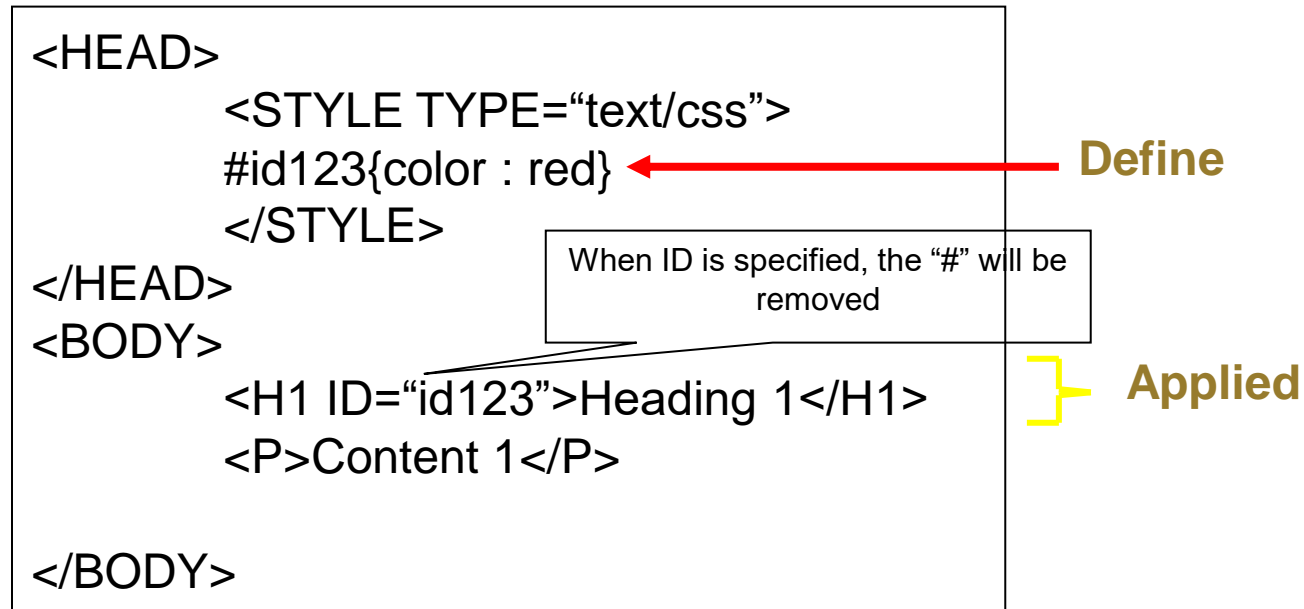 <HEAD>
<STYLE TYPE=“text/css”>
#id123{color : red}
Define
</STYLE>
When ID is specified, the “#” will be
removed
</HEAD>
<BODY>
<H1 ID=“id123”>Heading 1</H1>
Applied
<P>Content 1</P>
</BODY>